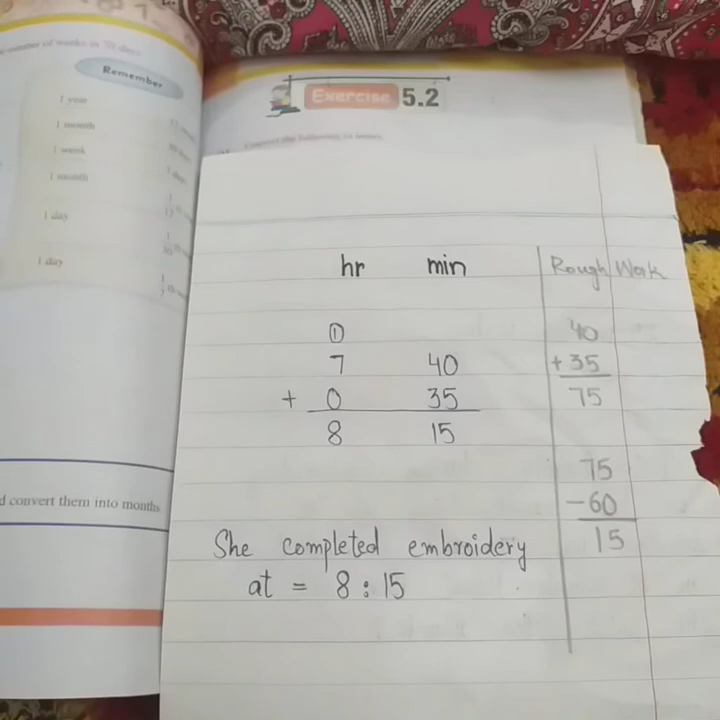 Remember
1 year
1 month
1 week
1 month
1 day
1 day
d convert them into months
Exercise 5.2
hr min
①
7 40
+ 0 35
8 15
She completed embroidery
at = 8 : 15
Rough Work
40
+ 35
75
75
- 60
15